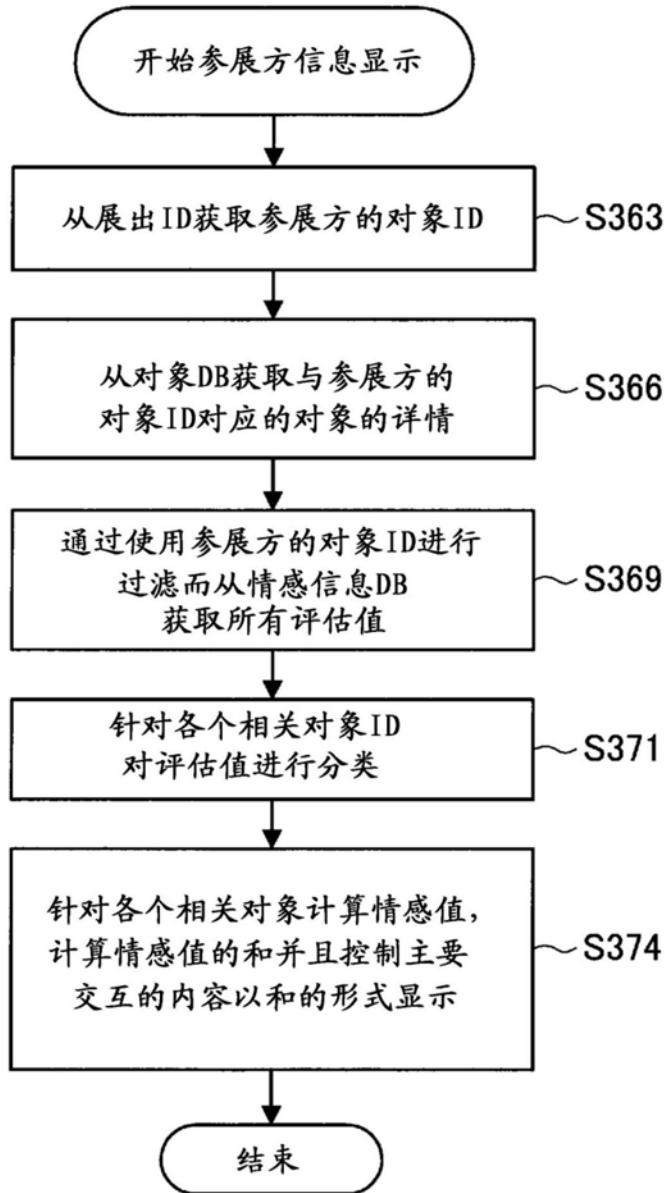 开始参展方信息显示
从展出ID获取参展方的对象ID
S363
从对象DB获取与参展方的
对象ID对应的对象的详情
S366
通过使用参展方的对象ID进行
过滤而从情感信息DB
获取所有评估值
S369
针对各个相关对象ID
对评估值进行分类
S371
针对各个相关对象计算情感值，
计算情感值的和并且控制主要
交互的内容以和的形式显示
S374
结束